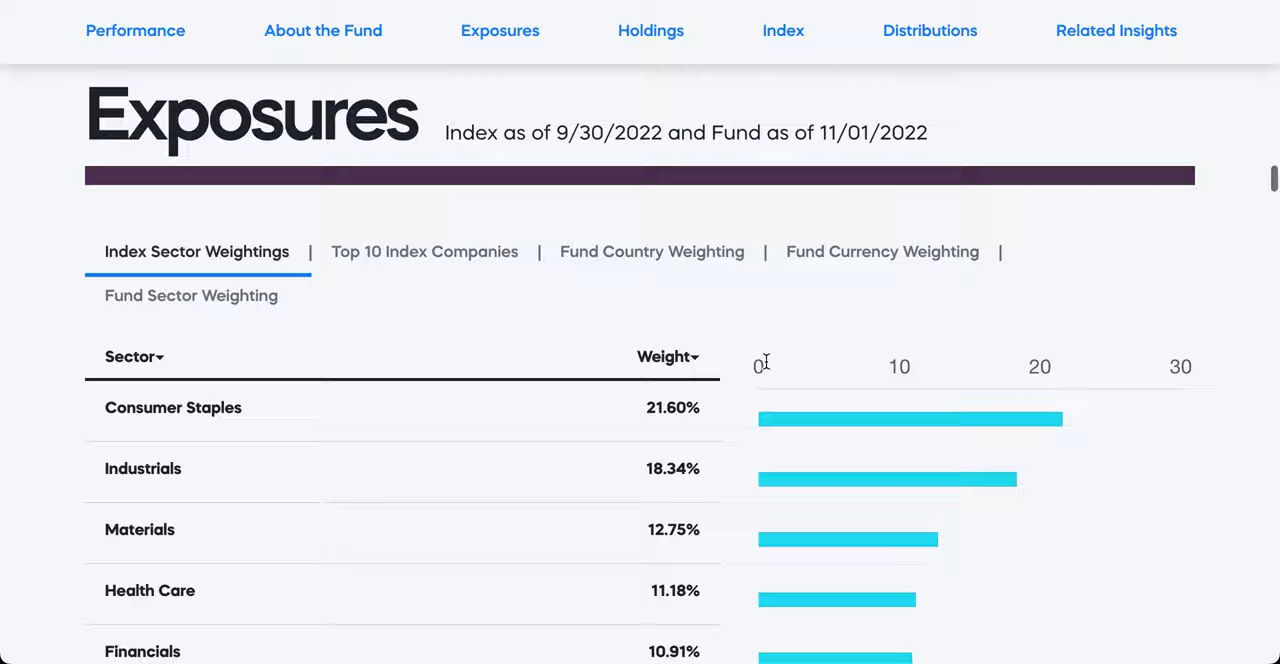 Performance About the Fund Exposures Holdings Index Distributions Related Insights
Exposures Index as of 9/30/2022 and Fund as of 11/01/2022
Index Sector Weightings | Top 10 Index Companies | Fund Country Weighting | Fund Currency Weighting |
Fund Sector Weighting
Sector Weight 0 10 20 30
Consumer Staples 21.60%
Industrials 18.34%
Materials 12.75%
Health Care 11.18%
Financials 10.91%